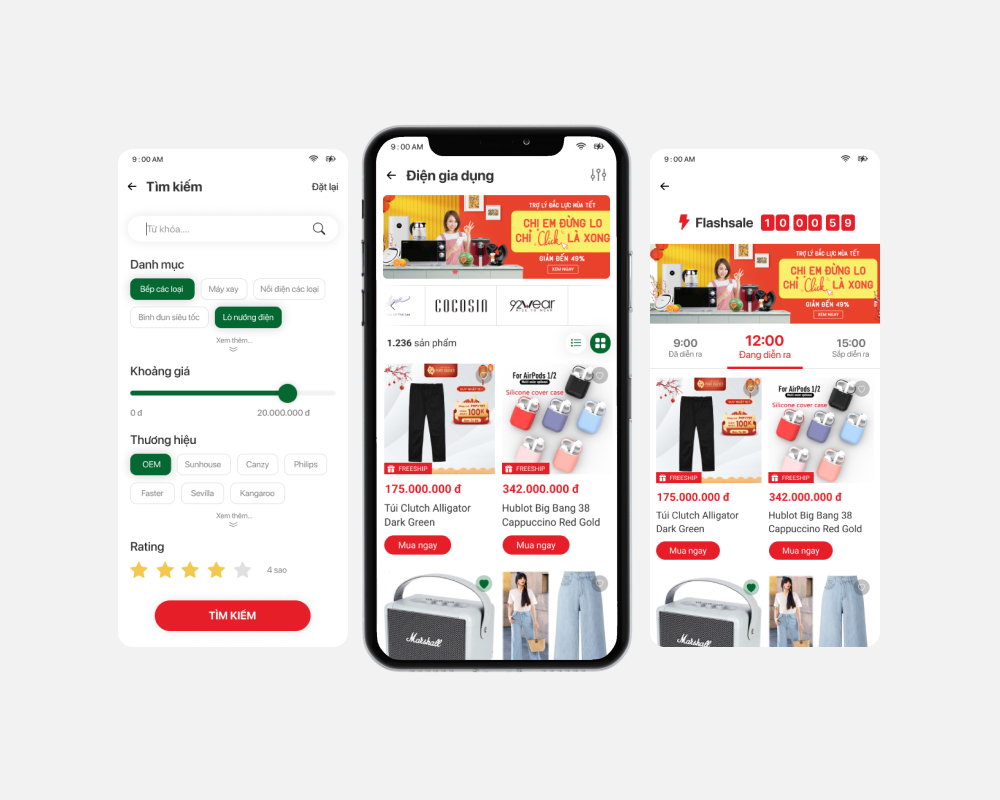 9:00 AM
Tìm kiếm
Đặt lại
Từ khóa....
Danh mục
Bếp các loại
Máy xay
Nồi điện các loại
Bình đun siêu tốc
Lò nướng điện
Xem thêm...
Khoảng giá
0 đ
20.000.000 đ
Thương hiệu
OEM
Sunhouse
Canzy
Philips
Faster
Sevilla
Kangaroo
Xem thêm...
Rating
4 sao
TÌM KIẾM
9:00 AM
Điện gia dụng
TRỢ LÝ ĐẮC LỰC MÙA TẾT
CHỊ EM ĐỪNG LO
CHỈ Click LÀ XONG
GIẢM ĐẾN 49%
XEM NGAY
COCOSIN
92wear
1.236 sản phẩm
100K
For AirPods 1/2
Silicone cover case
FREESHIP
FREESHIP
175.000.000 đ
342.000.000 đ
Túi Clutch Alligator
Dark Green
Hublot Big Bang 38
Cappuccino Red Gold
Mua ngay
Mua ngay
Marshall
9:00 AM
Flashsale
1 0 0 0 5 9
TRỢ LÝ ĐẮC LỰC MÙA TẾT
CHỊ EM ĐỪNG LO
CHỈ Click LÀ XONG
GIẢM ĐẾN 49%
XEM NGAY
9:00
Đã diễn ra
12:00
Đang diễn ra
15:00
Sắp diễn ra
100K
For AirPods 1/2
Silicone cover case
FREESHIP
FREESHIP
175.000.000 đ
342.000.000 đ
Túi Clutch Alligator
Dark Green
Hublot Big Bang 38
Cappuccino Red Gold
Mua ngay
Mua ngay
Marshall